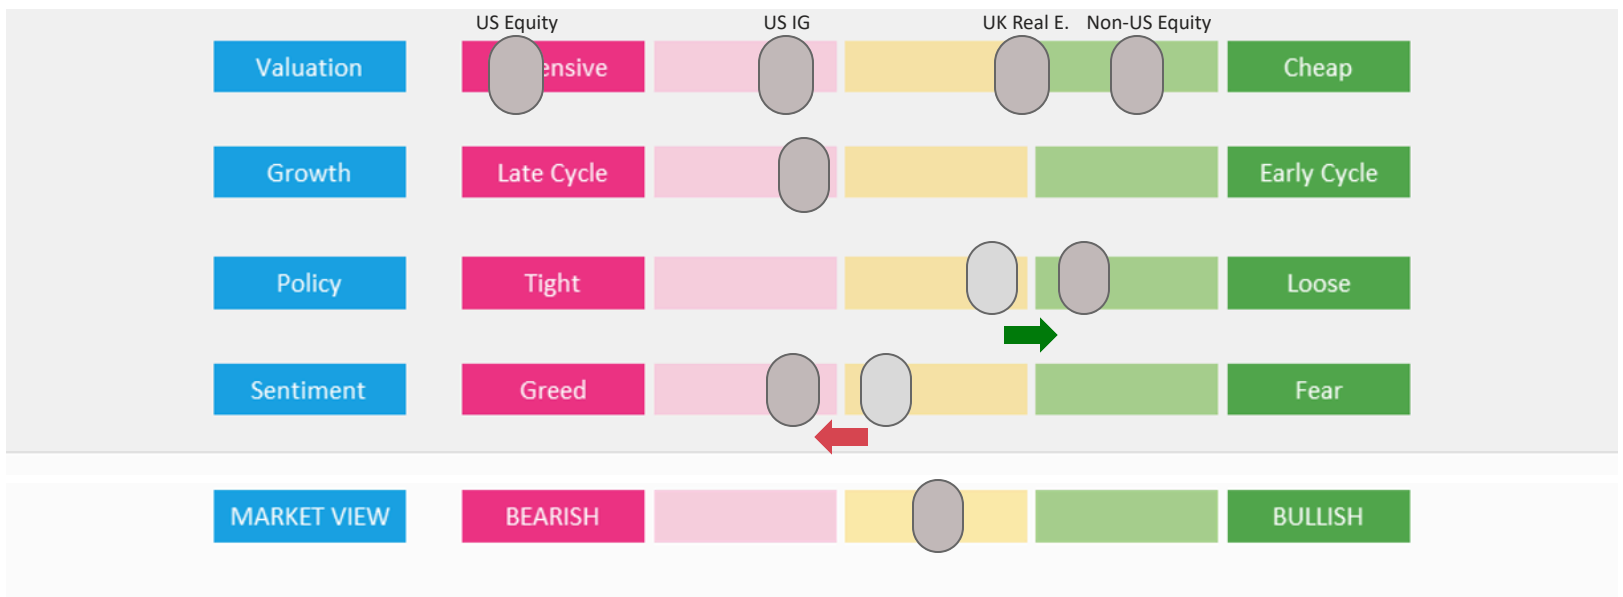 US Equity US IG UK Real E. Non-US Equity
Valuation ensive Cheap
Growth Late Cycle Early Cycle
Policy Tight Loose
Sentiment Greed Fear
MARKET VIEW BEARISH BULLISH